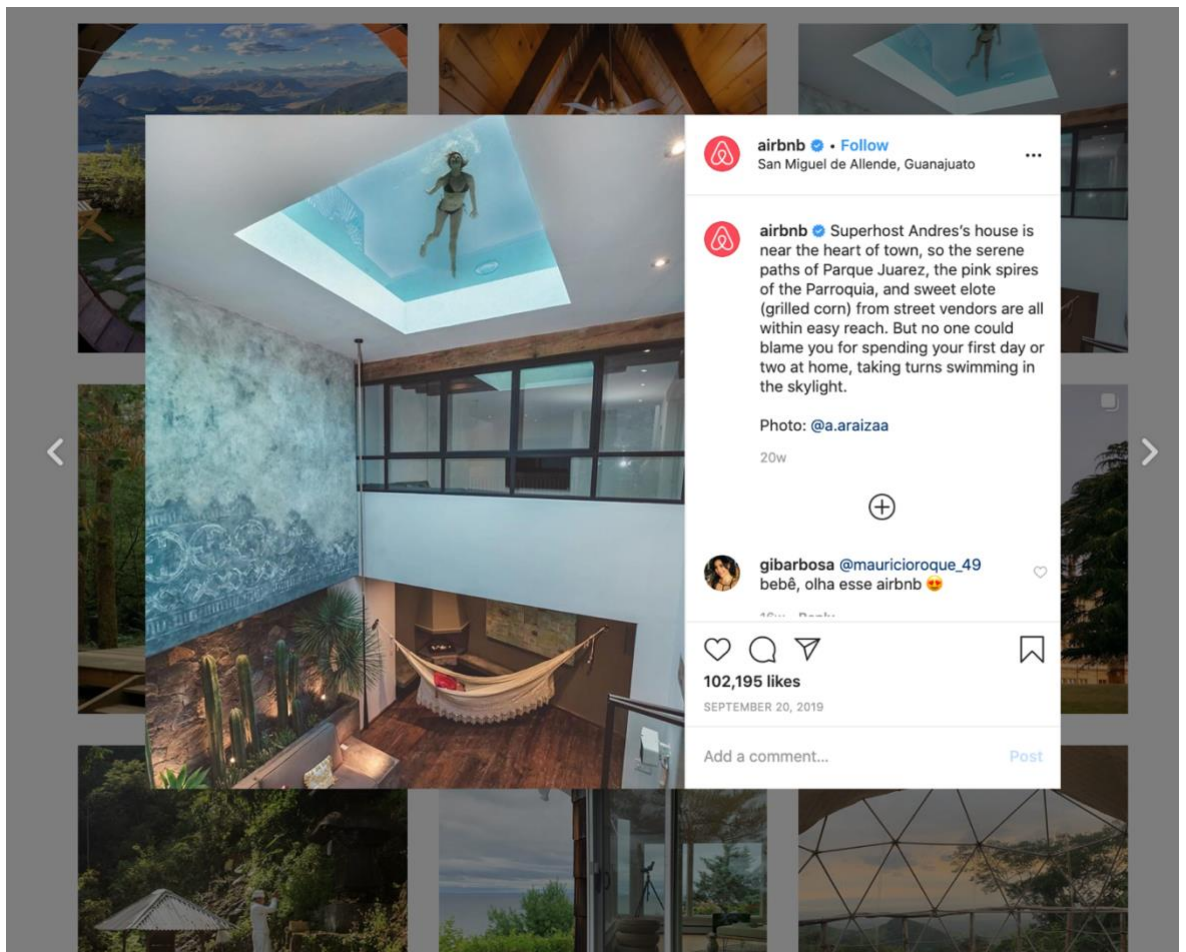 airbnb • Follow
San Miguel de Allende, Guanajuato
airbnb Superhost Andres's house is
near the heart of town, so the serene
paths of Parque Juarez, the pink spires
of the Parroquia, and sweet elote
(grilled corn) from street vendors are all
within easy reach. But no one could
blame you for spending your first day or
two at home, taking turns swimming in
the skylight.
Photo: @a.araizaa
20w
gibarbosa @mauricioroque_49
bebê, olha esse airbnb 😍
16w Reply
102,195 likes
SEPTEMBER 20, 2019
Add a comment... Post